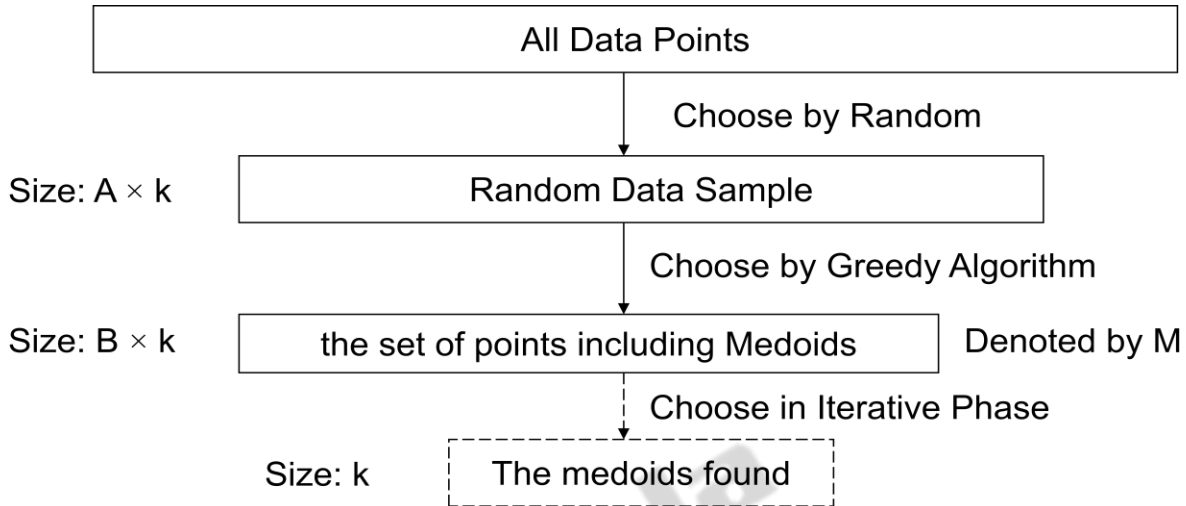 All Data Points
Choose by Random
Size: A × k
Random Data Sample
Choose by Greedy Algorithm
Size: B × k
the set of points including Medoids
Denoted by M
Choose in Iterative Phase
Size: k
The medoids found